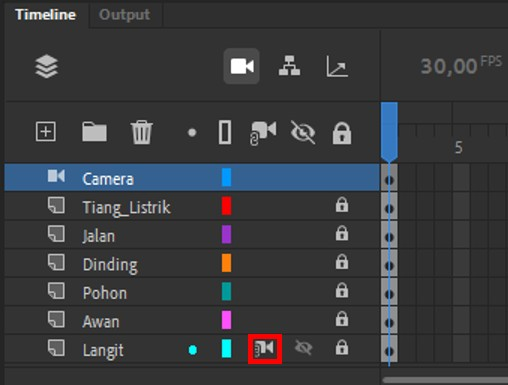 Timeline Output
30,00 FPS
5
Camera
Tiang_Listrik
Jalan
Dinding
Pohon
Awan
Langit